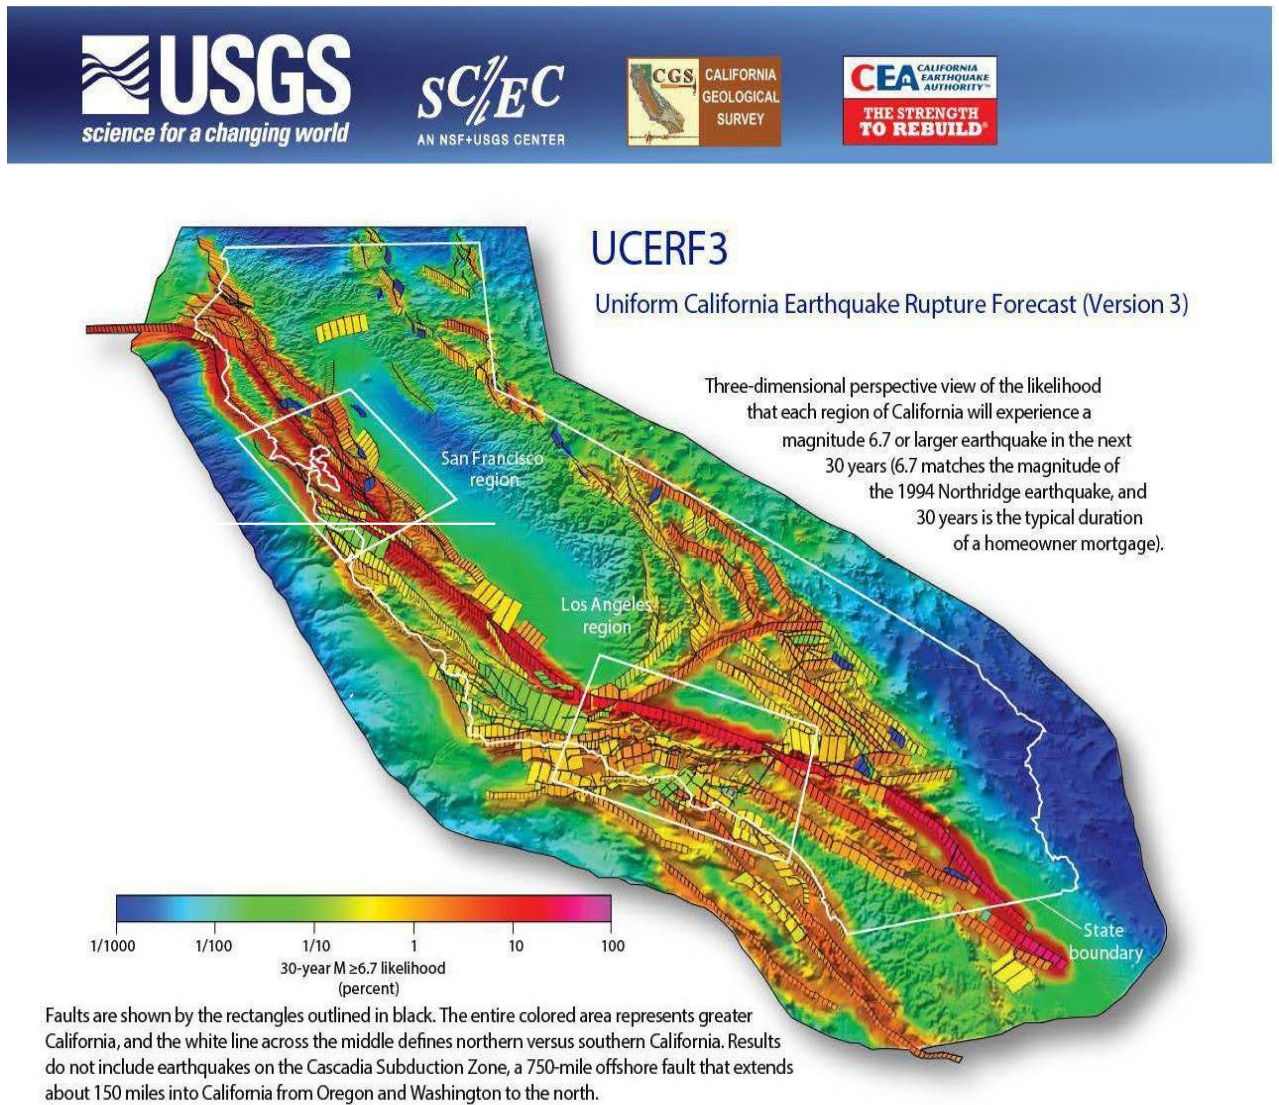 USGS
science for a changing world
SC/EC
AN NSF+USGS CENTER
CGS
CALIFORNIA
GEOLOGICAL
SURVEY
CEA
CALIFORNIA
EARTHQUAKE
AUTHORITY™
THE STRENGTH
TO REBUILD®
UCERF3
Uniform California Earthquake Rupture Forecast (Version 3)
Three-dimensional perspective view of the likelihood
that each region of California will experience a
magnitude 6.7 or larger earthquake in the next
30 years (6.7 matches the magnitude of
the 1994 Northridge earthquake, and
30 years is the typical duration
of a homeowner mortgage).
San Francisco
region
Los Angeles
region
State
boundary
1/1000 1/100 1/10 1 10 100
30-year M ≥6.7 likelihood
(percent)
Faults are shown by the rectangles outlined in black. The entire colored area represents greater
California, and the white line across the middle defines northern versus southern California. Results
do not include earthquakes on the Cascadia Subduction Zone, a 750-mile offshore fault that extends
about 150 miles into California from Oregon and Washington to the north.